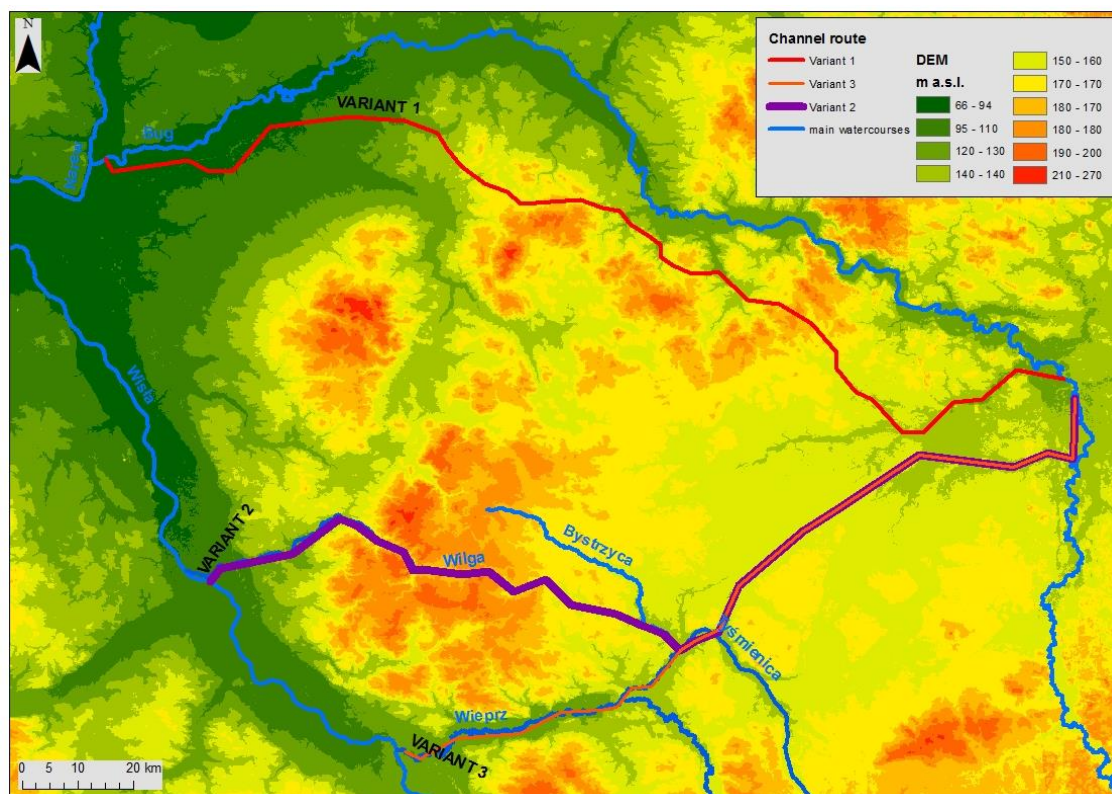 N
Channel route
Variant 1
Variant 3
Variant 2
main watercourses
DEM
m a.s.l.
66 - 94
95 - 110
120 - 130
140 - 140
150 - 160
170 - 170
180 - 170
180 - 180
190 - 200
210 - 270
VARIANT 1
Bug
Narew
Wisła
VARIANT 2
Wilga
Bystrzyca
yśmienica
Wieprz
VARIANT 3
0 5 10 20 km